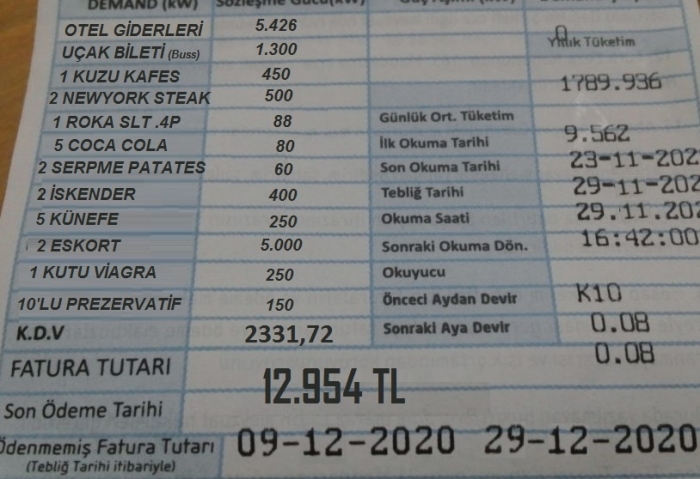 DEMAND (KW)
OTEL GİDERLERİ 5.426
UÇAK BİLETİ (Buss) 1.300 Yıllık Tüketim
1 KUZU KAFES 450 1789.936
2 NEWYORK STEAK 500
1 ROKA SLT .4P 88 Günlük Ort. Tüketim 9.562
5 COCA COLA 80 İlk Okuma Tarihi 23-11-202
2 SERPME PATATES 60 Son Okuma Tarihi 29-11-202
2 İSKENDER 400 Tebliğ Tarihi 29.11.202
5 KÜNEFE 250 Okuma Saati 16:42:00
2 ESKORT 5.000 Sonraki Okuma Dön.
1 KUTU VİAGRA 250 Okuyucu K10
10'LU PREZERVATİF 150 Önceci Aydan Devir 0.08
K.D.V 2331,72 Sonraki Aya Devir 0.08
FATURA TUTARI 12.954 TL
Son Ödeme Tarihi
Ödenmemiş Fatura Tutarı 09-12-2020 29-12-2020
(Tebliğ Tarihi itibariyle)